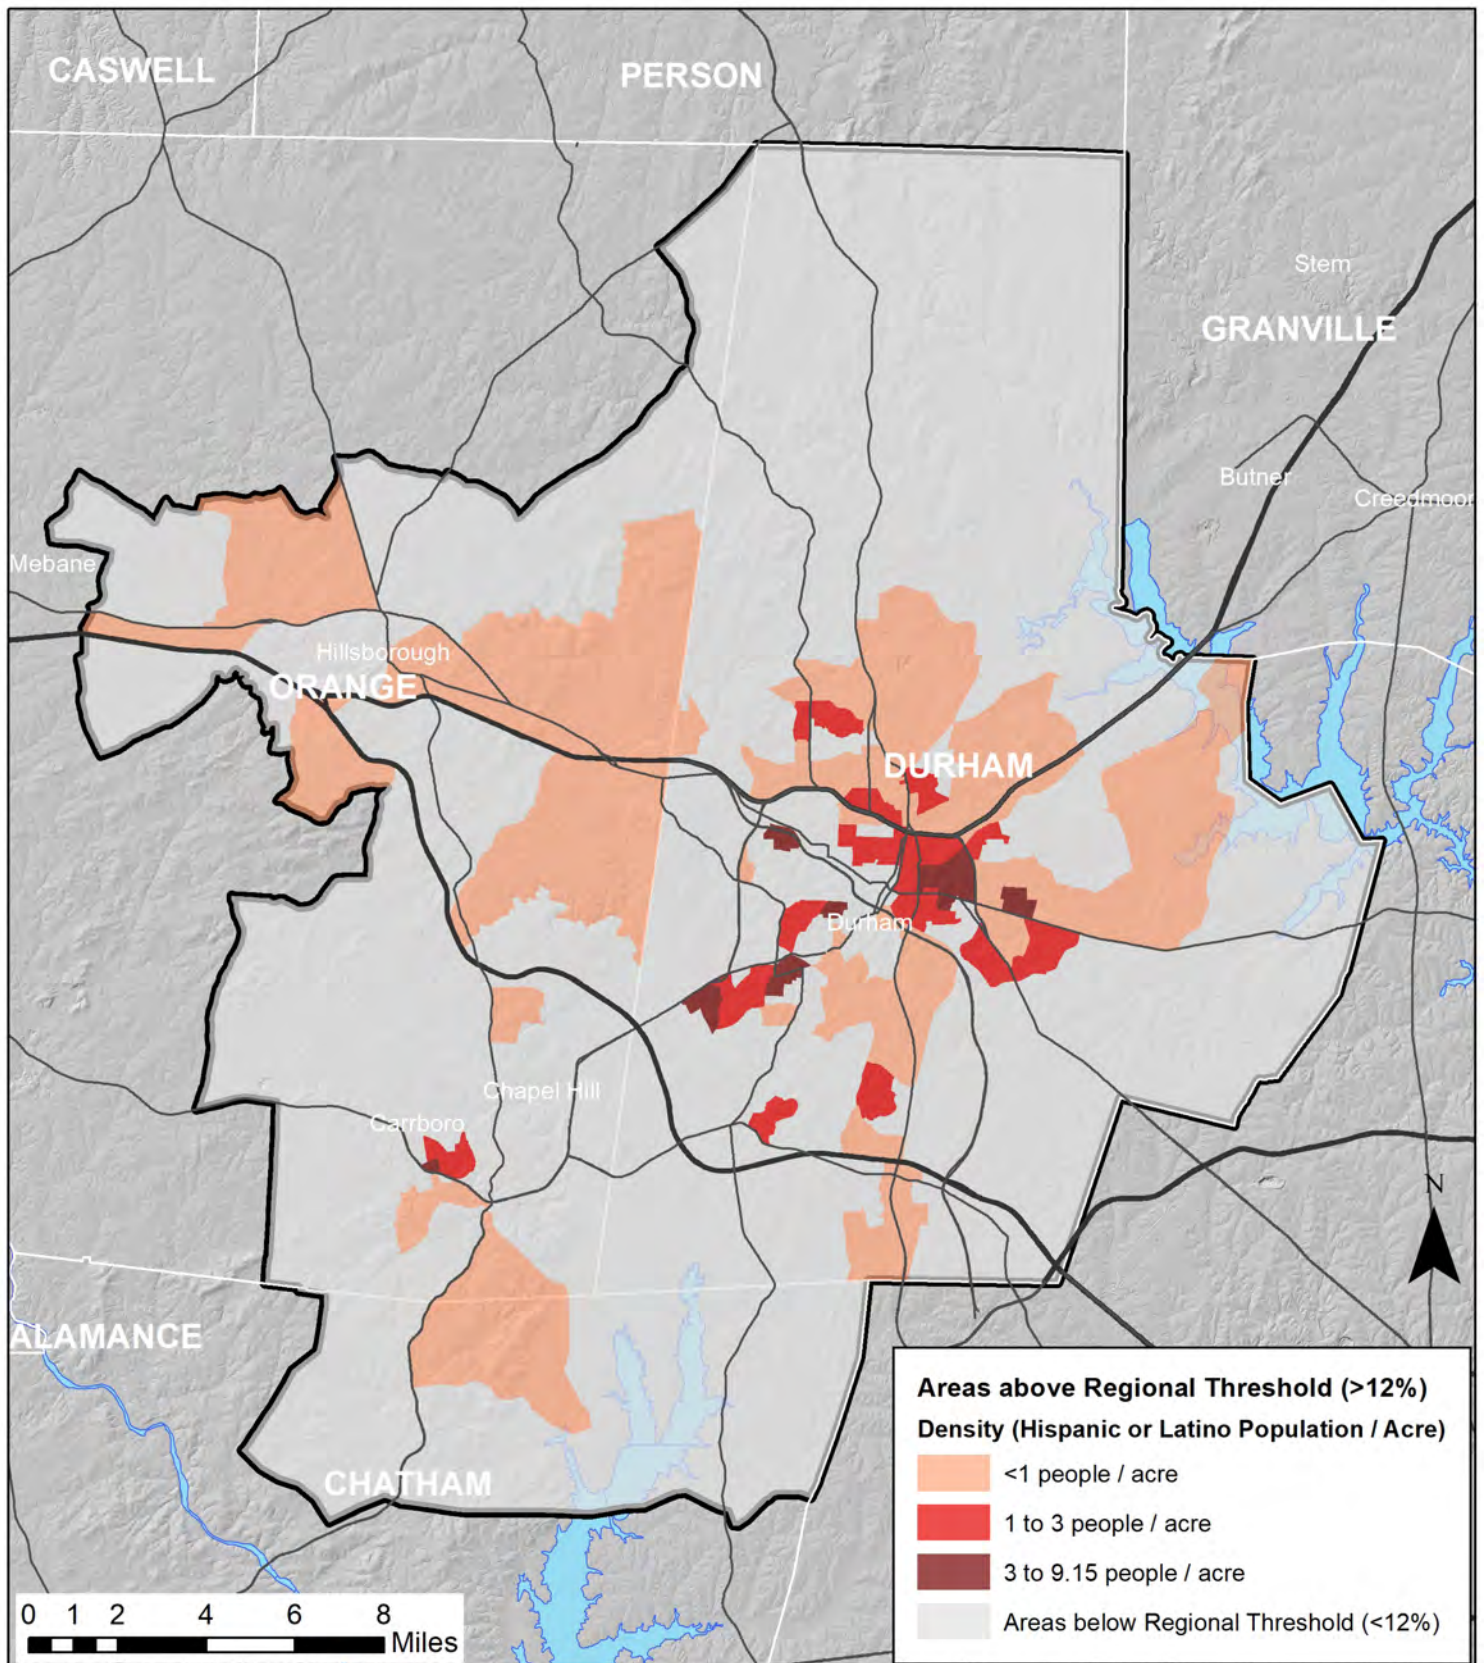 CASWELL
PERSON
Stem
GRANVILLE
Butner
Creedmoor
Mebane
Hillsborough
ORANGE
DURHAM
Durham
Chapel Hill
Carrboro
N
ALAMANCE
CHATHAM
Areas above Regional Threshold (>12%)
Density (Hispanic or Latino Population / Acre)
<1 people / acre
1 to 3 people / acre
3 to 9.15 people / acre
Areas below Regional Threshold (<12%)
0 1 2 4 6 8
Miles